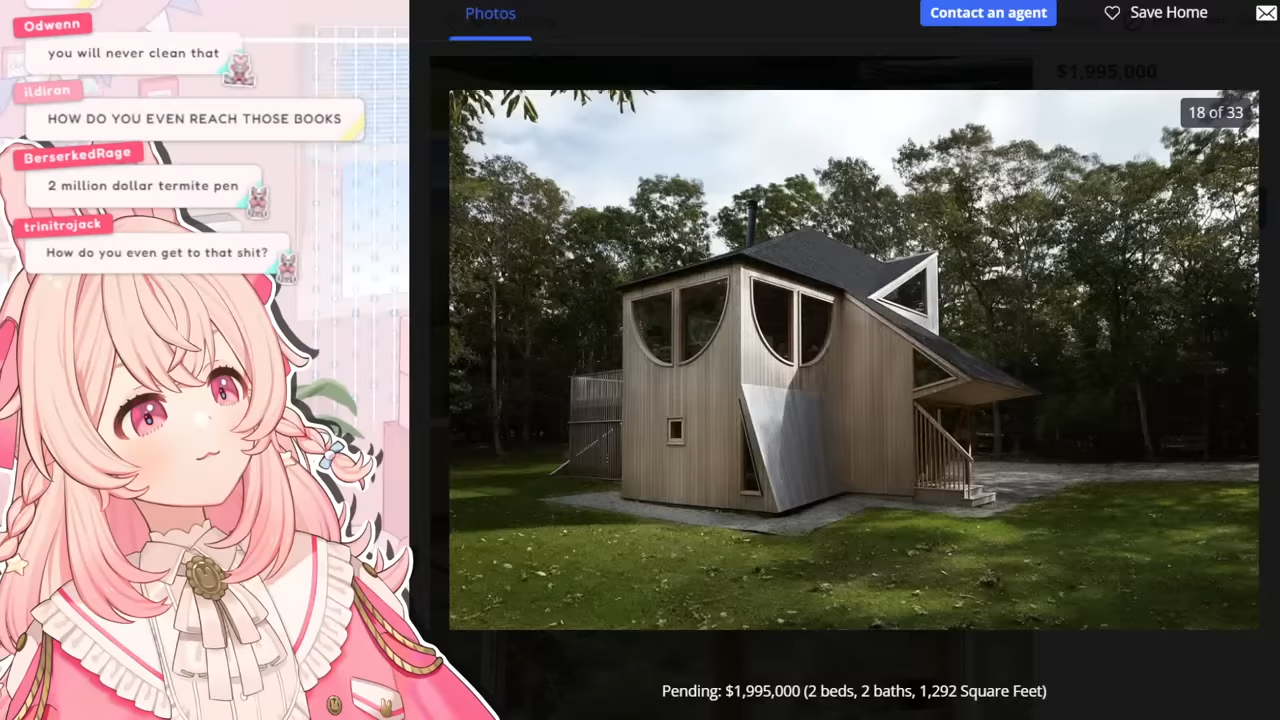 Odwenn
you will never clean that
ildiran
HOW DO YOU EVEN REACH THOSE BOOKS
BerserkedRage
2 million dollar termite pen
trinitrojack
How do you even get to that shit?
Photos
Contact an agent
Save Home
$1,995,000
18 of 33
Pending: $1,995,000 (2 beds, 2 baths, 1,292 Square Feet)